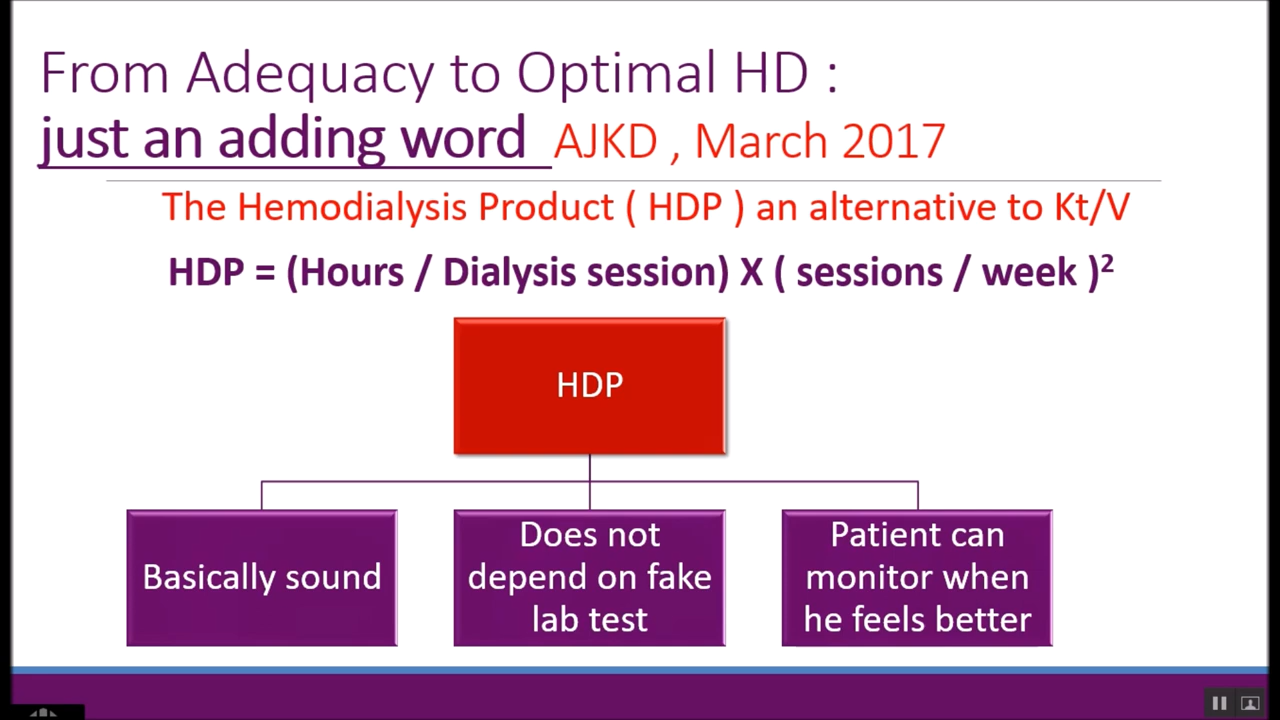 From Adequacy to Optimal HD :
just an adding word AJKD , March 2017
The Hemodialysis Product ( HDP ) an alternative to Kt/V
HDP = (Hours / Dialysis session) X ( sessions / week )²
HDP
Basically sound
Does not
depend on fake
lab test
Patient can
monitor when
he feels better